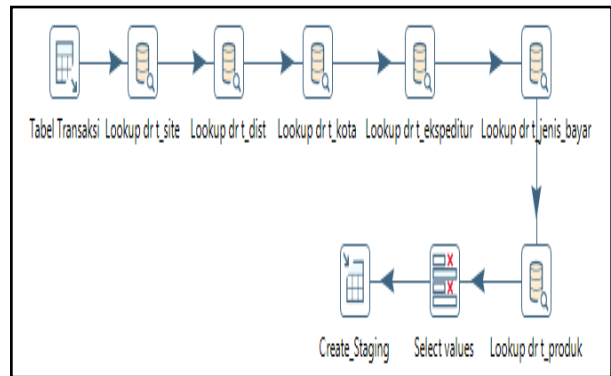 Tabel Transaksi Lookup dr t_site Lookup dr t_dist Lookup dr t_kota Lookup dr t_ekspeditur Lookup dr t_jenis_bayar
Create_Staging Select values Lookup dr t_produk